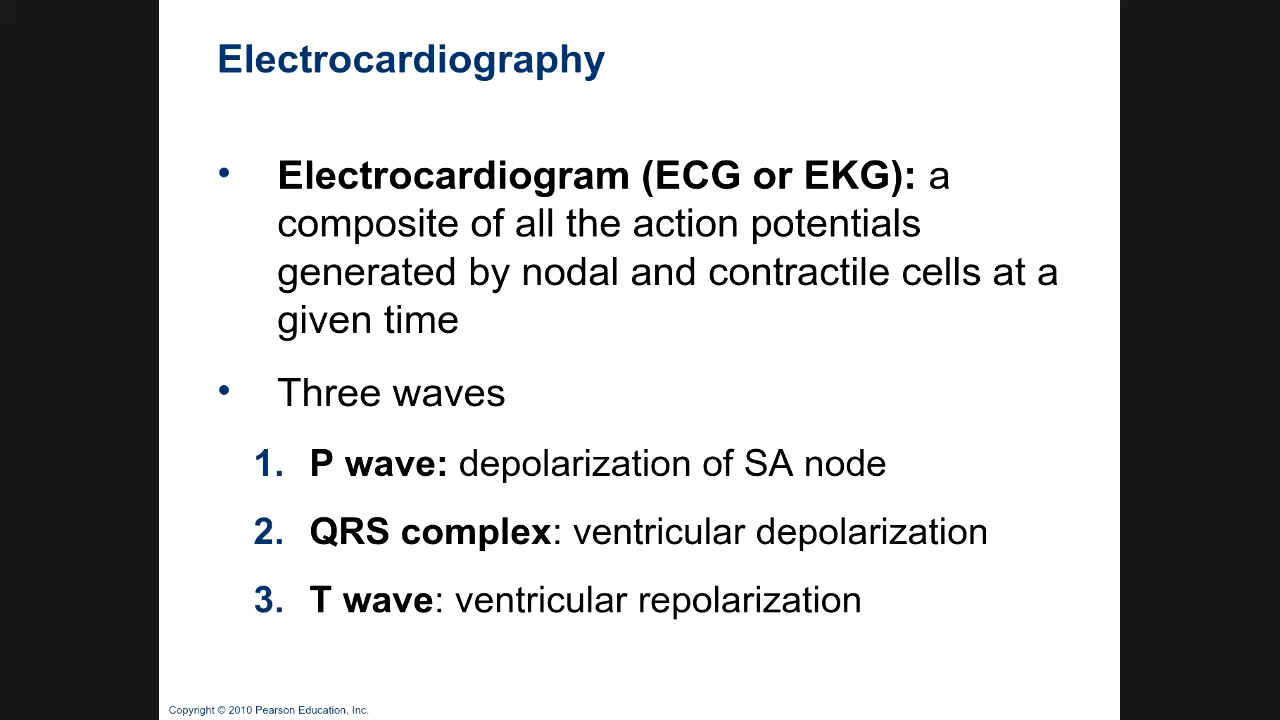 Electrocardiography
• Electrocardiogram (ECG or EKG): a
composite of all the action potentials
generated by nodal and contractile cells at a
given time
• Three waves
1. P wave: depolarization of SA node
2. QRS complex: ventricular depolarization
3. T wave: ventricular repolarization
Copyright © 2010 Pearson Education, Inc.